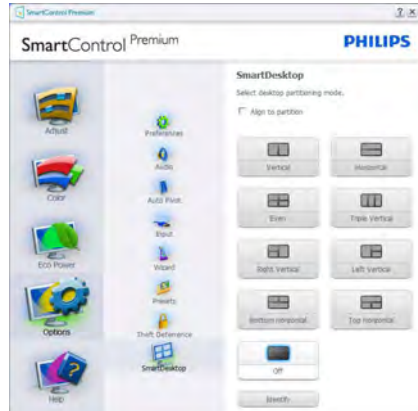 SmartControl Premium
SmartControl Premium
PHILIPS
SmartDesktop
Select desktop partitioning mode.
Align to partition
Adjust
Color
Eco Power
Options
Help
Preferences
Audio
Auto Pivot
Input
Wizard
Presets
Theft Deterrence
SmartDesktop
Vertical
Horizontal
Even
Triple Vertical
Right Vertical
Left Vertical
Bottom Horizontal
Top Horizontal
Off
Identify